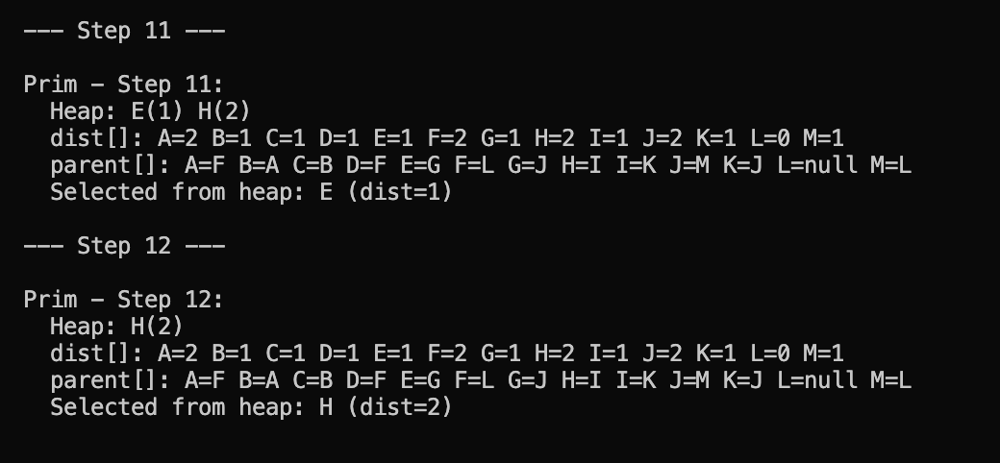 --- Step 11 ---
Prim - Step 11:
Heap: E(1) H(2)
dist[]: A=2 B=1 C=1 D=1 E=1 F=2 G=1 H=2 I=1 J=2 K=1 L=0 M=1
parent[]: A=F B=A C=B D=F E=G F=L G=J H=I I=K J=M K=J L=null M=L
Selected from heap: E (dist=1)
--- Step 12 ---
Prim - Step 12:
Heap: H(2)
dist[]: A=2 B=1 C=1 D=1 E=1 F=2 G=1 H=2 I=1 J=2 K=1 L=0 M=1
parent[]: A=F B=A C=B D=F E=G F=L G=J H=I I=K J=M K=J L=null M=L
Selected from heap: H (dist=2)